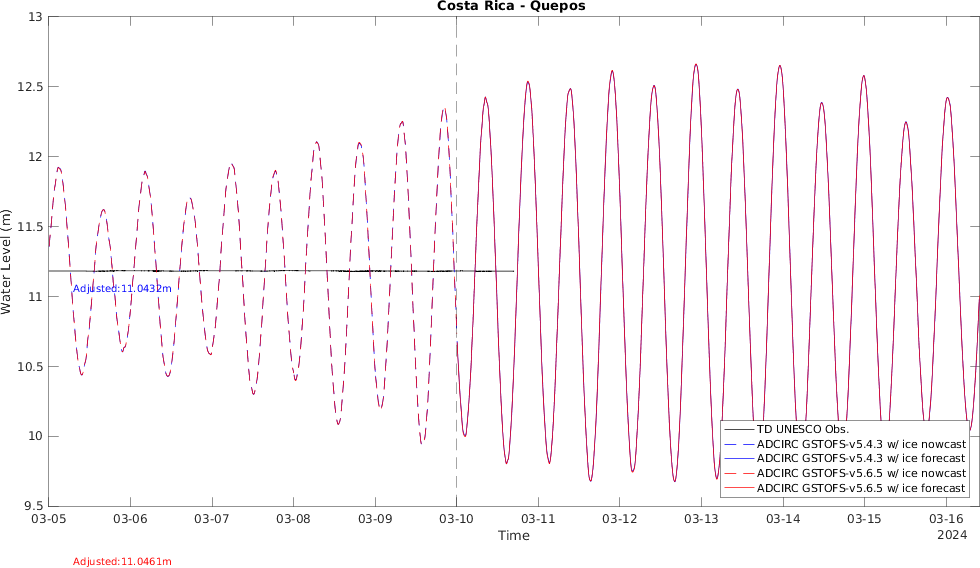 Costa Rica - Quepos
Water Level (m)
13
12.5
12
11.5
11
10.5
10
9.5
Adjusted:11.0432m
TD UNESCO Obs.
ADCIRC GSTOFS-v5.4.3 w/ ice nowcast
ADCIRC GSTOFS-v5.4.3 w/ ice forecast
ADCIRC GSTOFS-v5.6.5 w/ ice nowcast
ADCIRC GSTOFS-v5.6.5 w/ ice forecast
03-05 03-06 03-07 03-08 03-09 03-10 03-11 03-12 03-13 03-14 03-15 03-16
Time
2024
Adjusted:11.0461m